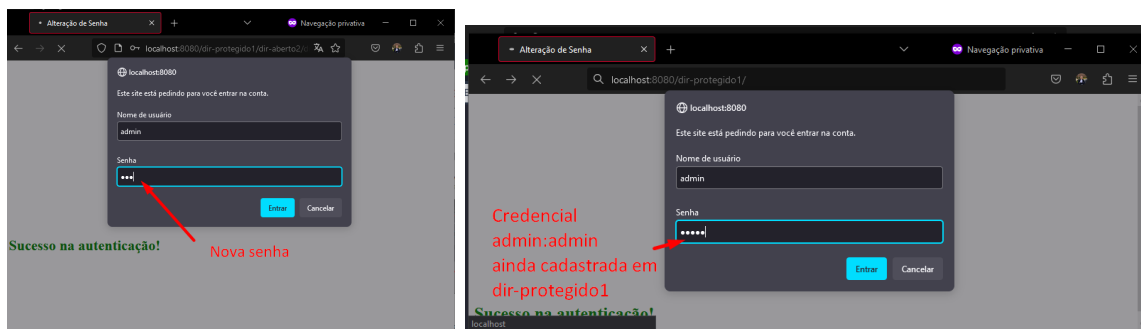 Alteração de Senha
Navegação privativa
localhost:8080/dir-protegido1/dir-aberto2/
localhost:8080
Este site está pedindo para você entrar na conta.
Nome de usuário
admin
Senha
Entrar
Cancelar
Sucesso na autenticação!
Nova senha
Alteração de Senha
Navegação privativa
localhost:8080/dir-protegido1/
localhost:8080
Este site está pedindo para você entrar na conta.
Nome de usuário
admin
Senha
Entrar
Cancelar
Credencial
admin:admin
ainda cadastrada em
dir-protegido1
Sucesso na autenticação!
localhost